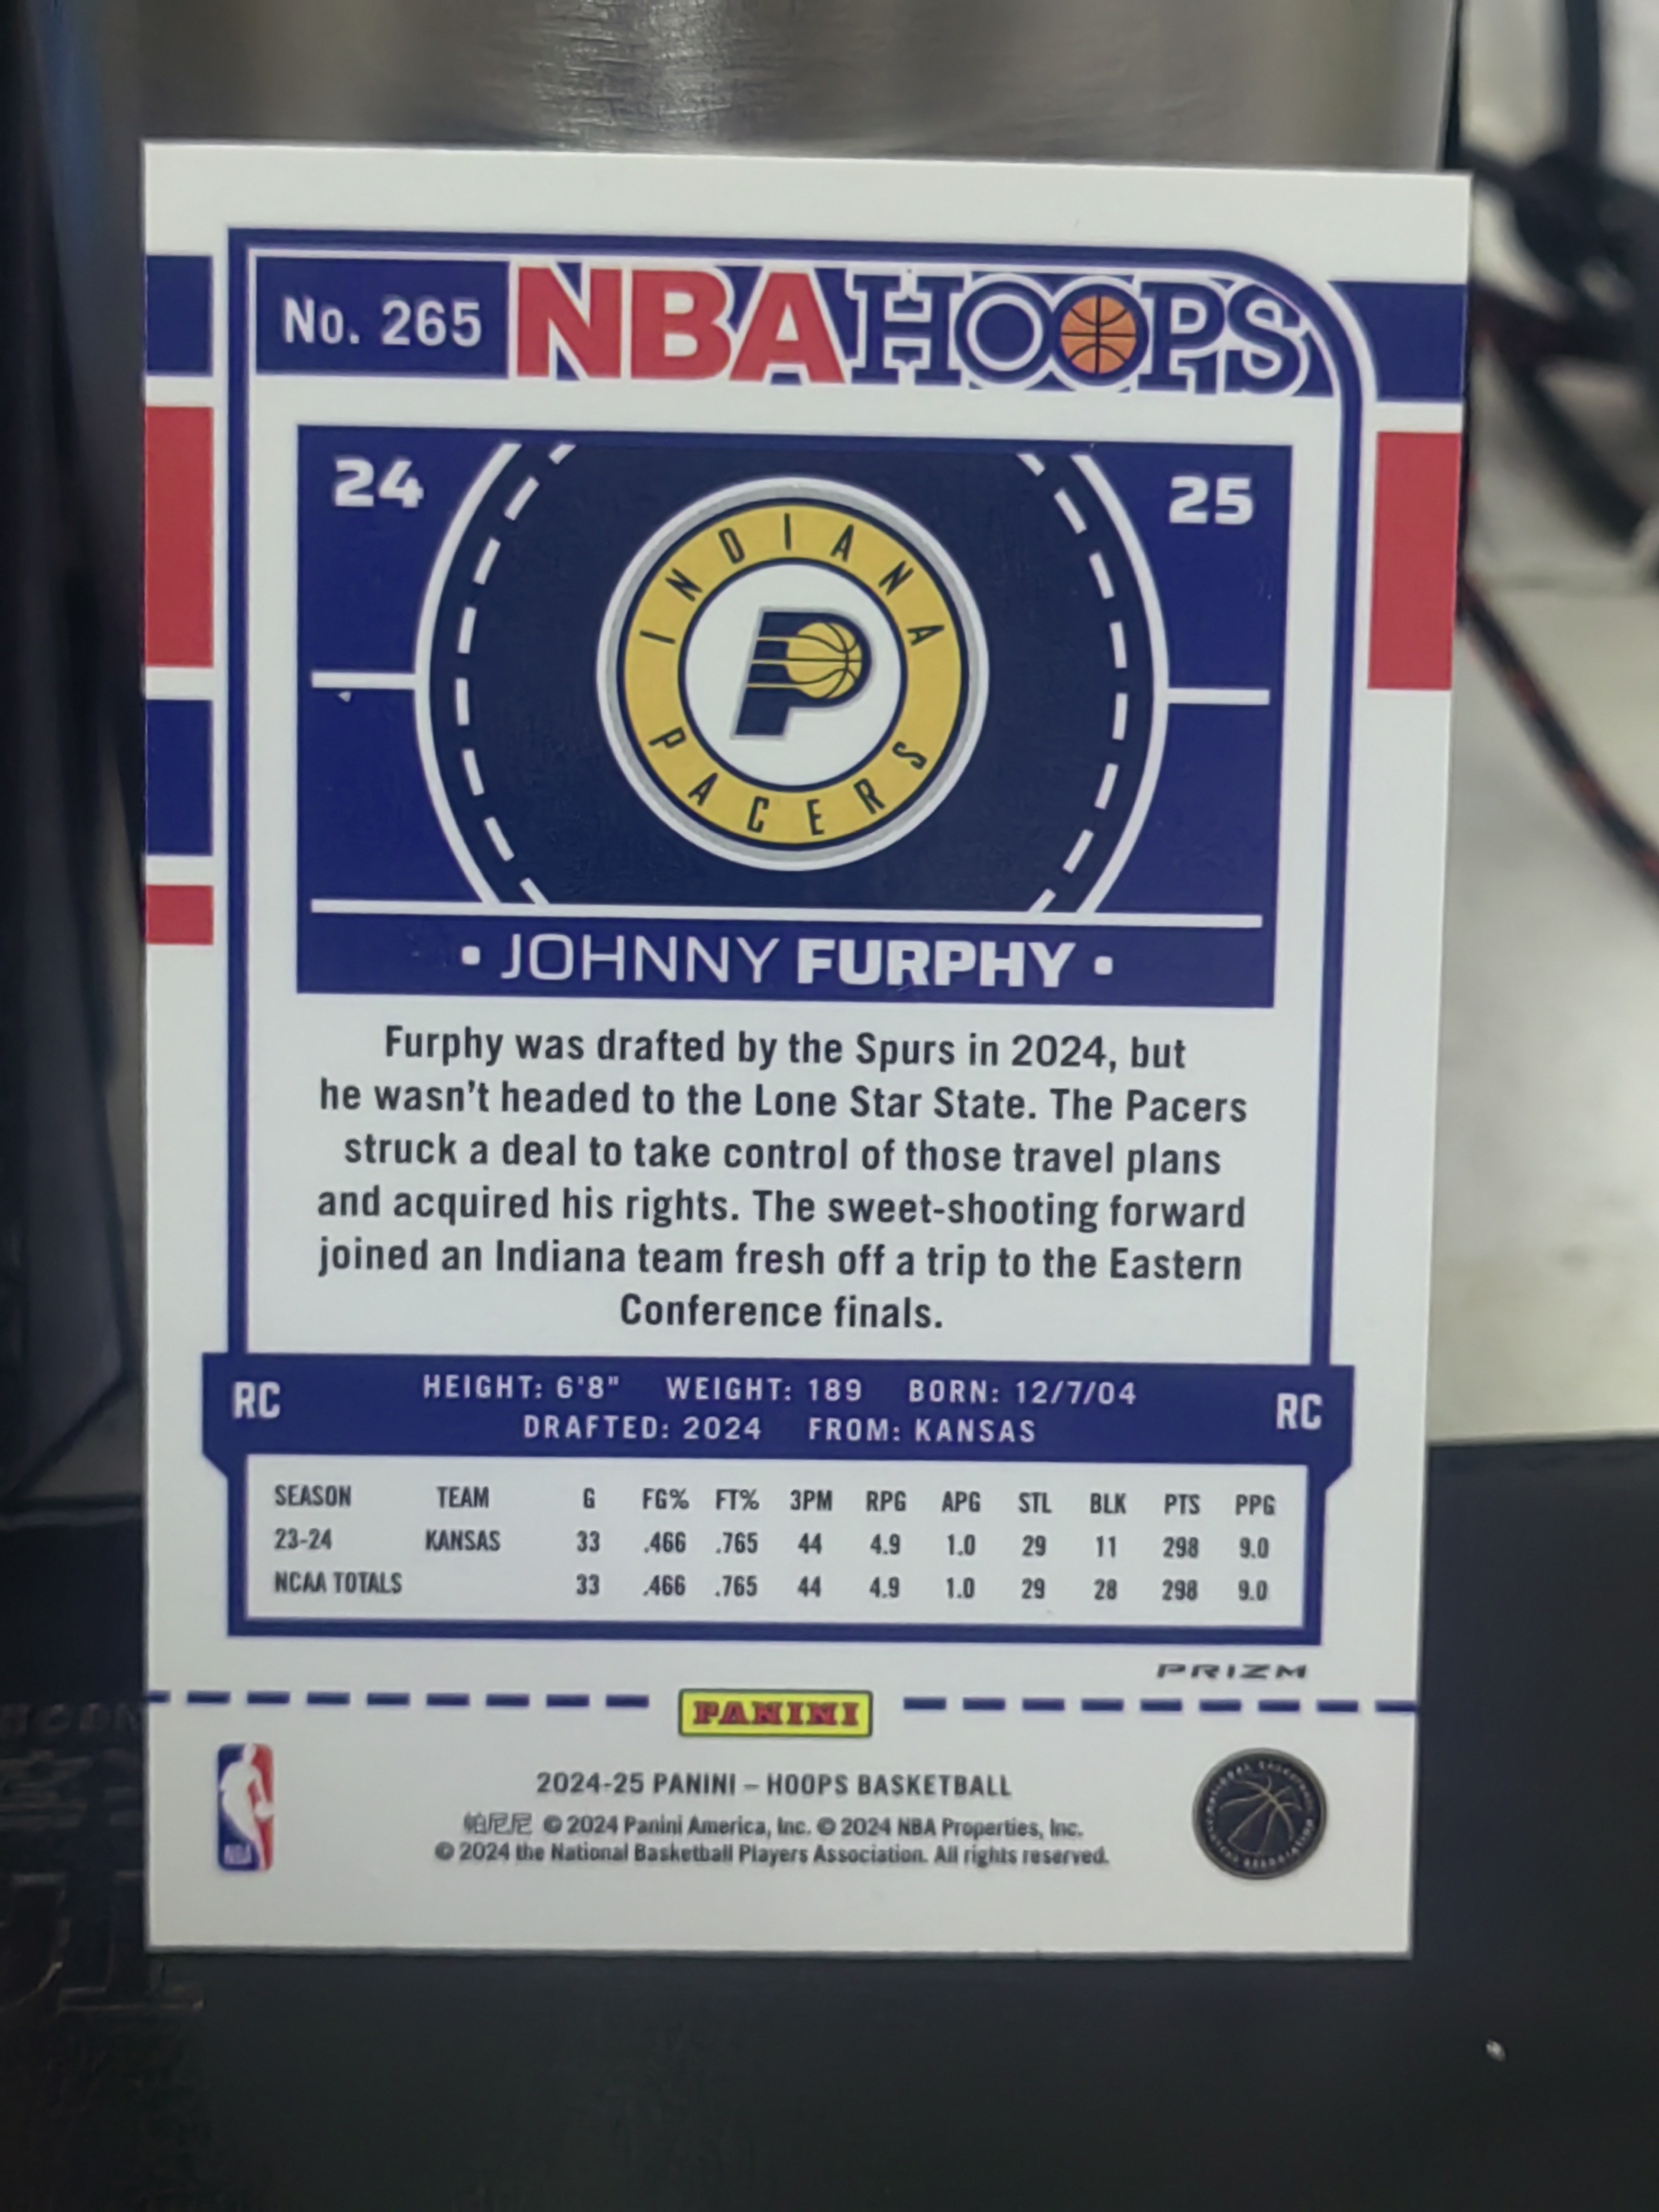 No. 265 NBA HOOPS
24 25
INDIANA
PACERS
• JOHNNY FURPHY •
Furphy was drafted by the Spurs in 2024, but
he wasn't headed to the Lone Star State. The Pacers
struck a deal to take control of those travel plans
and acquired his rights. The sweet-shooting forward
joined an Indiana team fresh off a trip to the Eastern
Conference finals.
RC HEIGHT: 6'8" WEIGHT: 189 BORN: 12/7/04 RC
DRAFTED: 2024 FROM: KANSAS
SEASON TEAM G FG% FT% 3PM RPG APG STL BLK PTS PPG
23-24 KANSAS 33 .466 .765 44 4.9 1.0 29 11 298 9.0
NCAA TOTALS 33 .466 .765 44 4.9 1.0 29 28 298 9.0
PRIZM
PANINI
2024-25 PANINI – HOOPS BASKETBALL
帕尼尼 © 2024 Panini America, Inc. © 2024 NBA Properties, Inc.
© 2024 the National Basketball Players Association. All rights reserved.
NBA